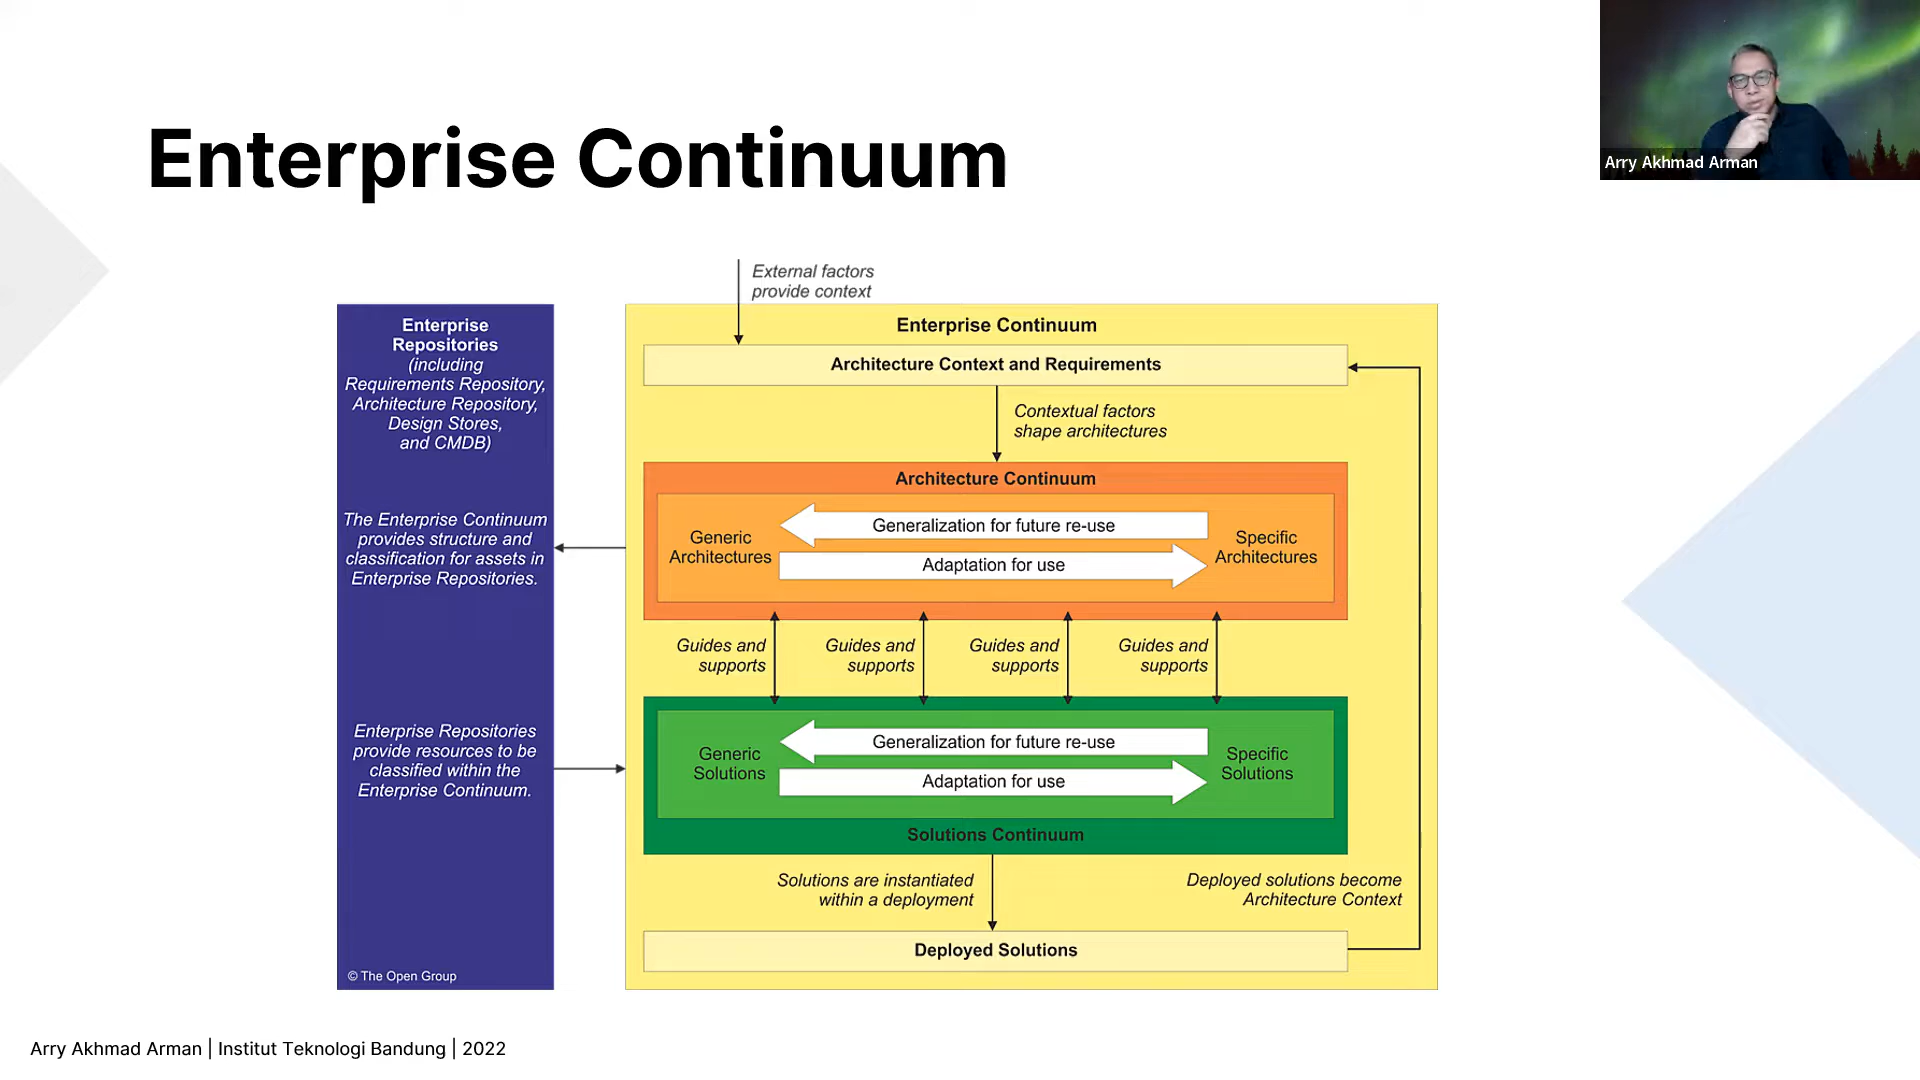 Enterprise Continuum
Arry Akhmad Arman
External factors
provide context
Enterprise
Repositories
(including
Requirements Repository,
Architecture Repository,
Design Stores,
and CMDB)
The Enterprise Continuum
provides structure and
classification for assets in
Enterprise Repositories.
Enterprise Repositories
provide resources to be
classified within the
Enterprise Continuum.
© The Open Group
Enterprise Continuum
Architecture Context and Requirements
Contextual factors
shape architectures
Architecture Continuum
Generic
Architectures
Generalization for future re-use
Adaptation for use
Specific
Architectures
Guides and
supports
Guides and
supports
Guides and
supports
Guides and
supports
Generic
Solutions
Generalization for future re-use
Adaptation for use
Specific
Solutions
Solutions Continuum
Solutions are instantiated
within a deployment
Deployed solutions become
Architecture Context
Deployed Solutions
Arry Akhmad Arman | Institut Teknologi Bandung | 2022